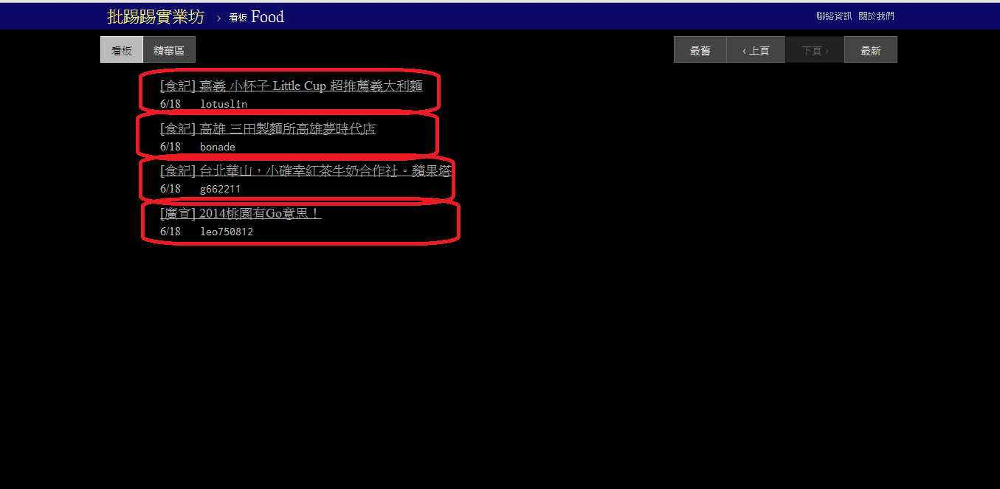 批踢踢實業坊 › 看板 Food 聯絡資訊 關於我們
看板 精華區 最舊 ‹ 上頁 下頁 › 最新
[食記] 嘉義 小杯子 Little Cup 超推薦義大利麵
6/18 lotuslin
[食記] 高雄 三田製麵所高雄夢時代店
6/18 bonade
[食記] 台北華山，小確幸紅茶牛奶合作社。蘋果塔
6/18 g662211
[廣宣] 2014桃園有Go意思！
6/18 leo750812